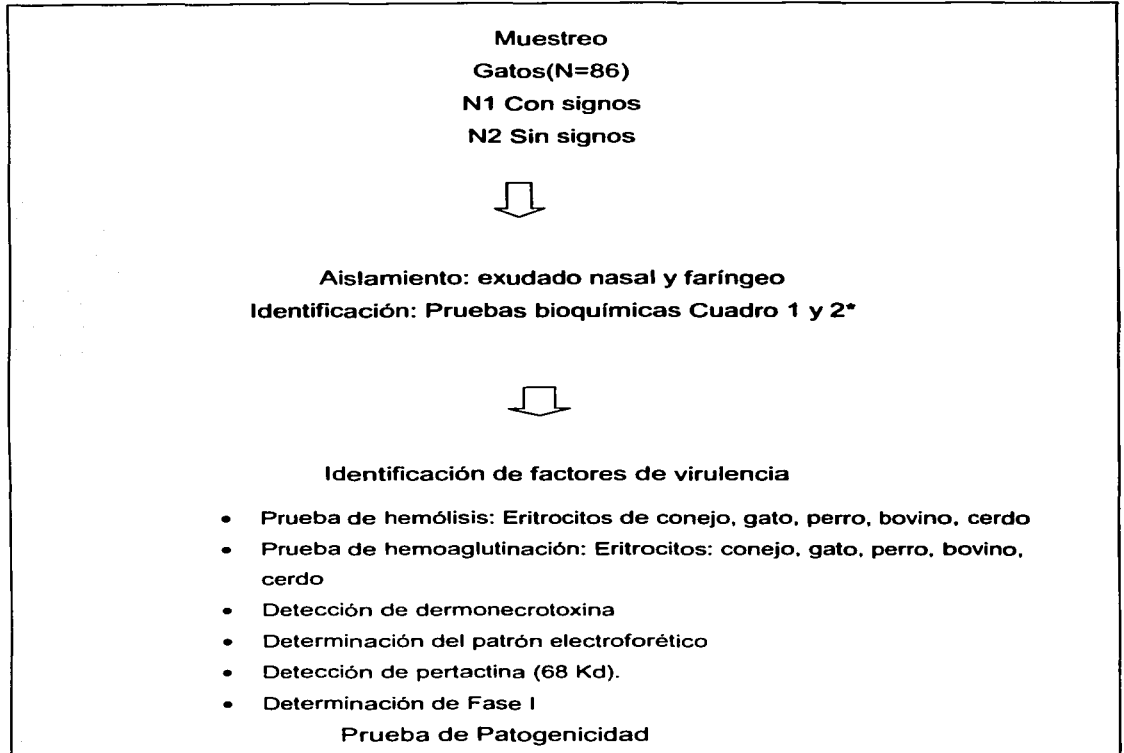 Muestreo
Gatos(N=86)
N1 Con signos
N2 Sin signos
Aislamiento: exudado nasal y faríngeo
Identificación: Pruebas bioquímicas Cuadro 1 y 2*
Identificación de factores de virulencia
• Prueba de hemólisis: Eritrocitos de conejo, gato, perro, bovino, cerdo
• Prueba de hemoaglutinación: Eritrocitos: conejo, gato, perro, bovino,
cerdo
• Detección de dermonecrotoxina
• Determinación del patrón electroforético
• Detección de pertactina (68 Kd).
• Determinación de Fase I
Prueba de Patogenicidad